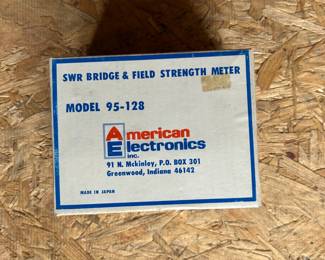 SWR BRIDGE & FIELD STRENGTH METER
MODEL 95-128
American
Electronics
inc.
91 N. Mckinley, P.O. BOX 301
Greenwood, Indiana 46142
MADE IN JAPAN